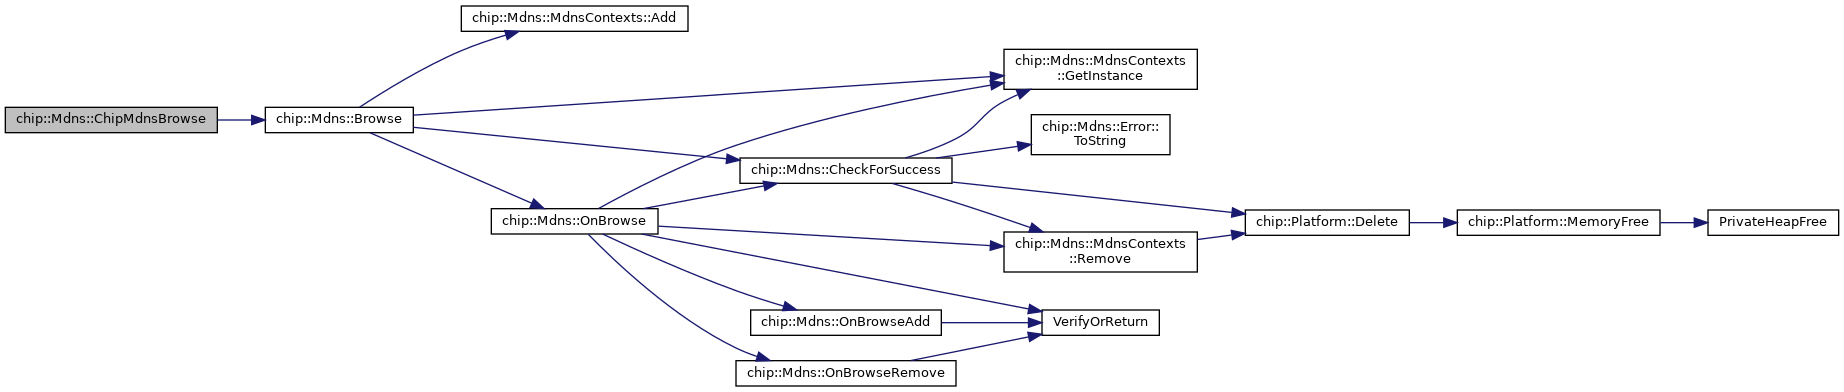 chip::Mdns::ChipMdnsBrowse
chip::Mdns::Browse
chip::Mdns::MdnsContexts::Add
chip::Mdns::OnBrowse
chip::Mdns::CheckForSuccess
chip::Mdns::OnBrowseAdd
chip::Mdns::OnBrowseRemove
chip::Mdns::MdnsContexts
::GetInstance
chip::Mdns::Error::
ToString
chip::Mdns::MdnsContexts
::Remove
VerifyOrReturn
chip::Platform::Delete
chip::Platform::MemoryFree
PrivateHeapFree